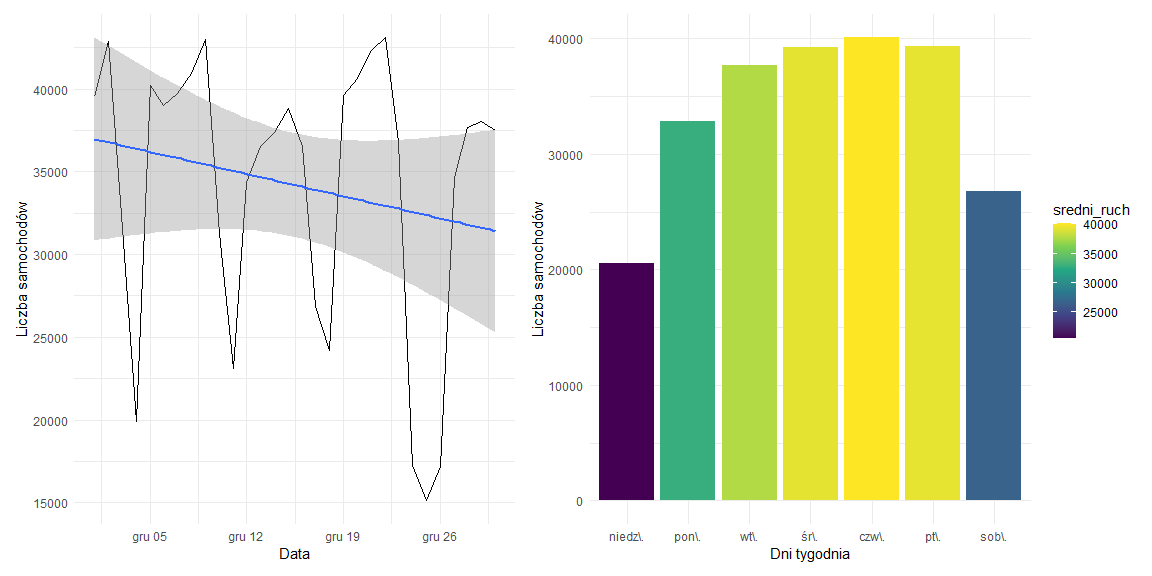 Liczba samochodów
40000
35000
30000
25000
20000
15000
gru 05 gru 12 gru 19 gru 26
Data
Liczba samochodów
40000
30000
20000
10000
0
niedz\. pon\. wt\. śr\. czw\. pt\. sob\.
Dni tygodnia
sredni_ruch
40000
35000
30000
25000